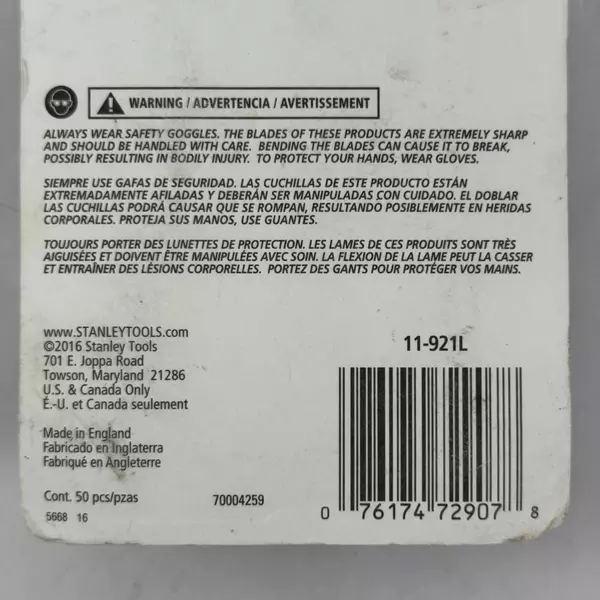 WARNING / ADVERTENCIA / AVERTISSEMENT
ALWAYS WEAR SAFETY GOGGLES. THE BLADES OF THESE PRODUCTS ARE EXTREMELY SHARP
AND SHOULD BE HANDLED WITH CARE. BENDING THE BLADES CAN CAUSE IT TO BREAK,
POSSIBLY RESULTING IN BODILY INJURY. TO PROTECT YOUR HANDS, WEAR GLOVES.
SIEMPRE USE GAFAS DE SEGURIDAD. LAS CUCHILLAS DE ESTE PRODUCTO ESTÁN
EXTREMADAMENTE AFILADAS Y DEBERÁN SER MANIPULADAS CON CUIDADO. EL DOBLAR
LAS CUCHILLAS PODRÁ CAUSAR QUE SE ROMPAN, RESULTANDO POSIBLEMENTE EN HERIDAS
CORPORALES. PROTEJA SUS MANOS, USE GUANTES.
TOUJOURS PORTER DES LUNETTES DE PROTECTION. LES LAMES DE CES PRODUITS SONT TRÈS
AIGUISÉES ET DOIVENT ÊTRE MANIPULÉES AVEC SOIN. LA FLEXION DE LA LAME PEUT LA CASSER
ET ENTRAÎNER DES LÉSIONS CORPORELLES. PORTEZ DES GANTS POUR PROTÉGER VOS MAINS.
www.STANLEYTOOLS.com
©2016 Stanley Tools
701 E. Joppa Road
Towson, Maryland 21286
U.S. & Canada Only
É.-U. et Canada seulement
Made in England
Fabricado en Inglaterra
Fabriqué en Angleterre
Cont. 50 pcs/pzas
70004259
5668 16
11-921L
0 76174 72907 8